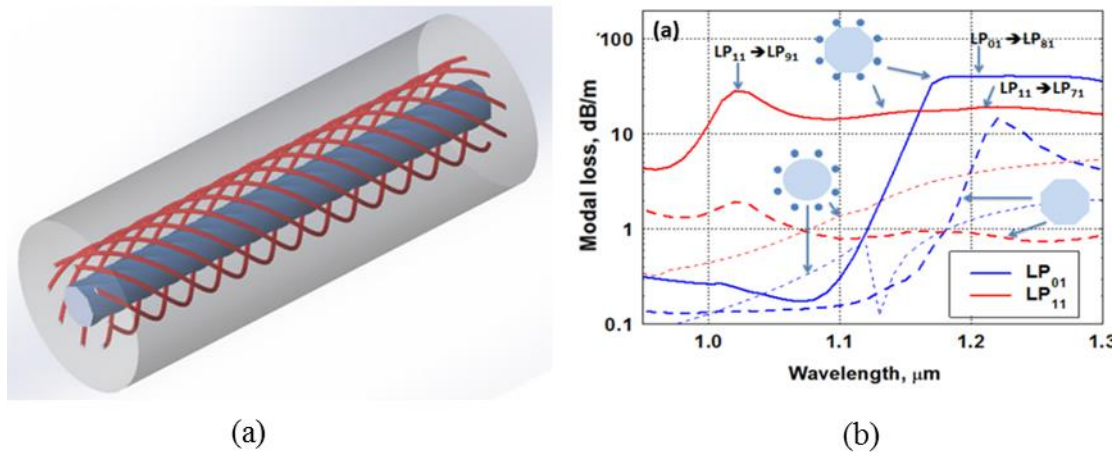 (a)
LP11→LP91
LP01→LP81
LP11→LP71
Modal loss, dB/m
100
10
1
0.1
LP01
LP11
1.0 1.1 1.2 1.3
Wavelength, μm
(a) (b)